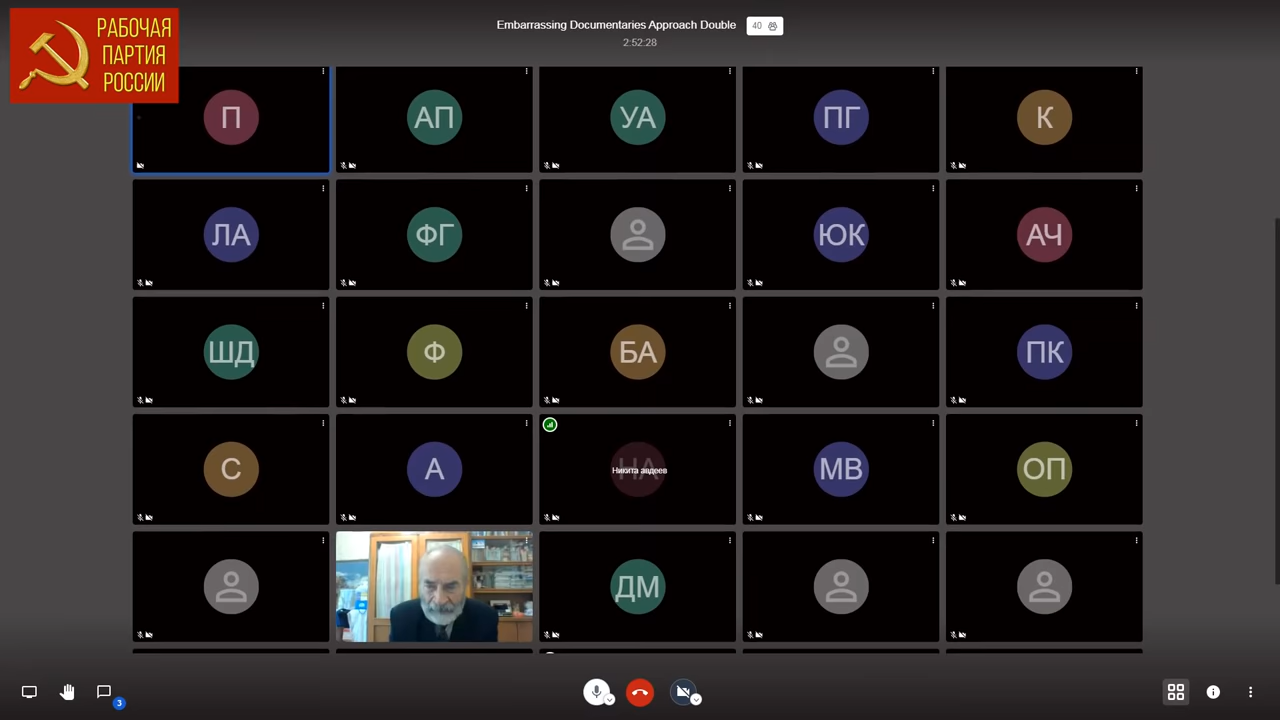 РАБОЧАЯ
ПАРТИЯ
РОССИИ
Embarrassing Documentaries Approach Double
40
2:52:28
П
АП
УА
ПГ
К
ЛА
ФГ
ЮК
АЧ
ШД
Ф
БА
ПК
С
А
НА
Никита авдеев
МВ
ОП
ДМ
3